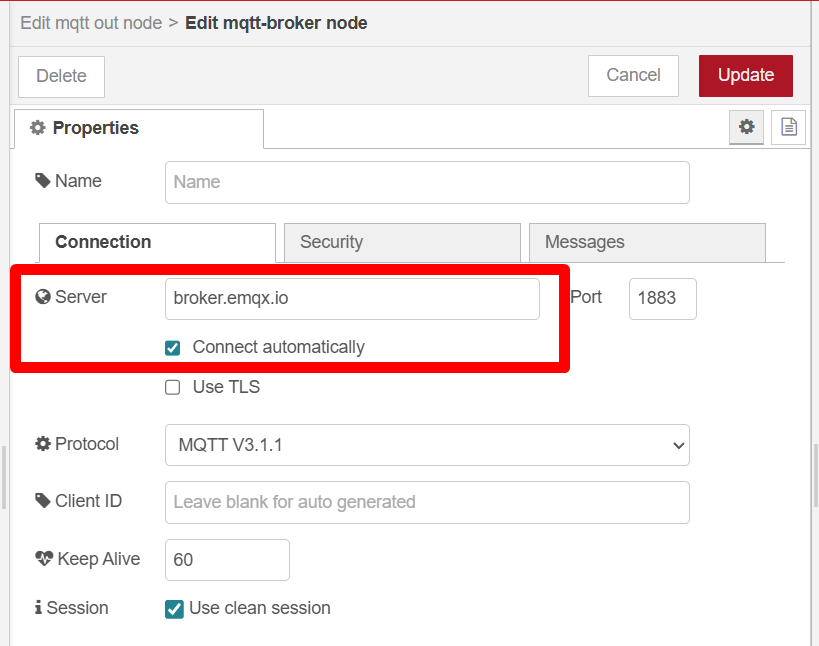 Edit mqtt out node > Edit mqtt-broker node
Delete
Cancel
Update
Properties
Name
Name
Connection
Security
Messages
Server
broker.emqx.io
Port
1883
Connect automatically
Use TLS
Protocol
MQTT V3.1.1
Client ID
Leave blank for auto generated
Keep Alive
60
Session
Use clean session